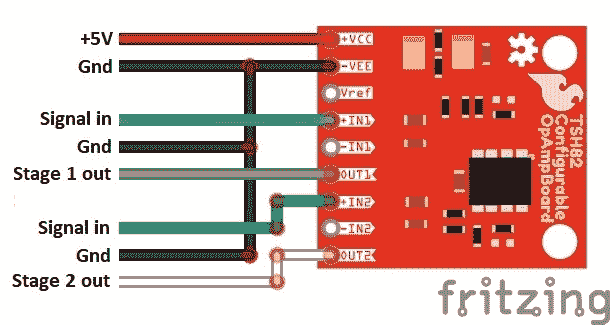 +5V
Gnd
Signal in
Gnd
Stage 1 out
Signal in
Gnd
Stage 2 out
+VCC
-VEE
Vref
+IN1
-IN1
OUT1
+IN2
-IN2
OUT2
TSH82
Configurable
OpAmpBoard
fritzing